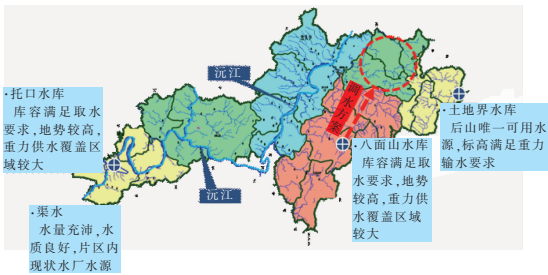 沅江
调水方案
·托口水库
库容满足取水
要求,地势较高,
重力供水覆盖区
域较大
·土地界水库
后山唯一可用水
源,标高满足重力
输水要求
·八面山水库
库容满足取
水要求,地势
较高,重力供
水覆盖区域
较大
沅江
·渠水
水量充沛,水
质良好,片区内
现状水厂水源